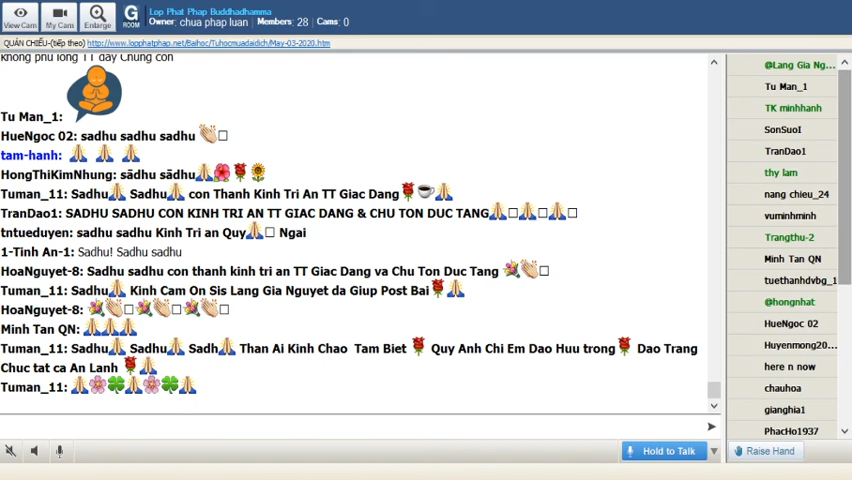 View Cam
My Cans
Enlarge
G
ROOM
Lop Phat Phap Buddhadhamma
Owner: chua phap luan Members: 28 Cams: 0
QUÁN CHIẾU-(tiếp theo) http://www.lopphatphap.net/Baihoc/Tuhocmuadaidich/May-03-2020.htm
không phụ lòng TT dạy Chúng con
Tu Man_1:
HueNgoc 02: sadhu sadhu sadhu
tam-hanh:
HongThiKimNhung: sādhu sādhu
Tuman_11: Sadhu Sadhu con Thanh Kinh Tri An TT Giac Dang
TranDao1: SADHU SADHU CON KINH TRI AN TT GIAC DANG & CHU TON DUC TANG
tntueduyen: sadhu sadhu Kinh Tri an Quy Ngai
1-Tinh An-1: Sadhu! Sadhu sadhu
HoaNguyet-8: Sadhu sadhu con thanh kinh tri an TT Giac Dang va Chu Ton Duc Tang
Tuman_11: Sadhu Kinh Cam On Sis Lang Gia Nguyet da Giup Post Bai
HoaNguyet-8:
Minh Tan QN:
Tuman_11: Sadhu Sadhu Sadh Than Ai Kinh Chao Tam Biet Quy Anh Chi Em Dao Huu trong Dao Trang
Chuc tat ca An Lanh
Tuman_11:
Hold to Talk
@Lang Gia Ng...
Tu Man_1
TK minhhanh
SonSuoI
TranDao1
thy lam
nang chieu_24
vuminhminh
Trangthu-2
Minh Tan QN
tuethanhdvbg_1
@hongnhat
HueNgoc 02
Huyenmong20...
here n now
chauhoa
gianghia1
PhacHo1937
Raise Hand